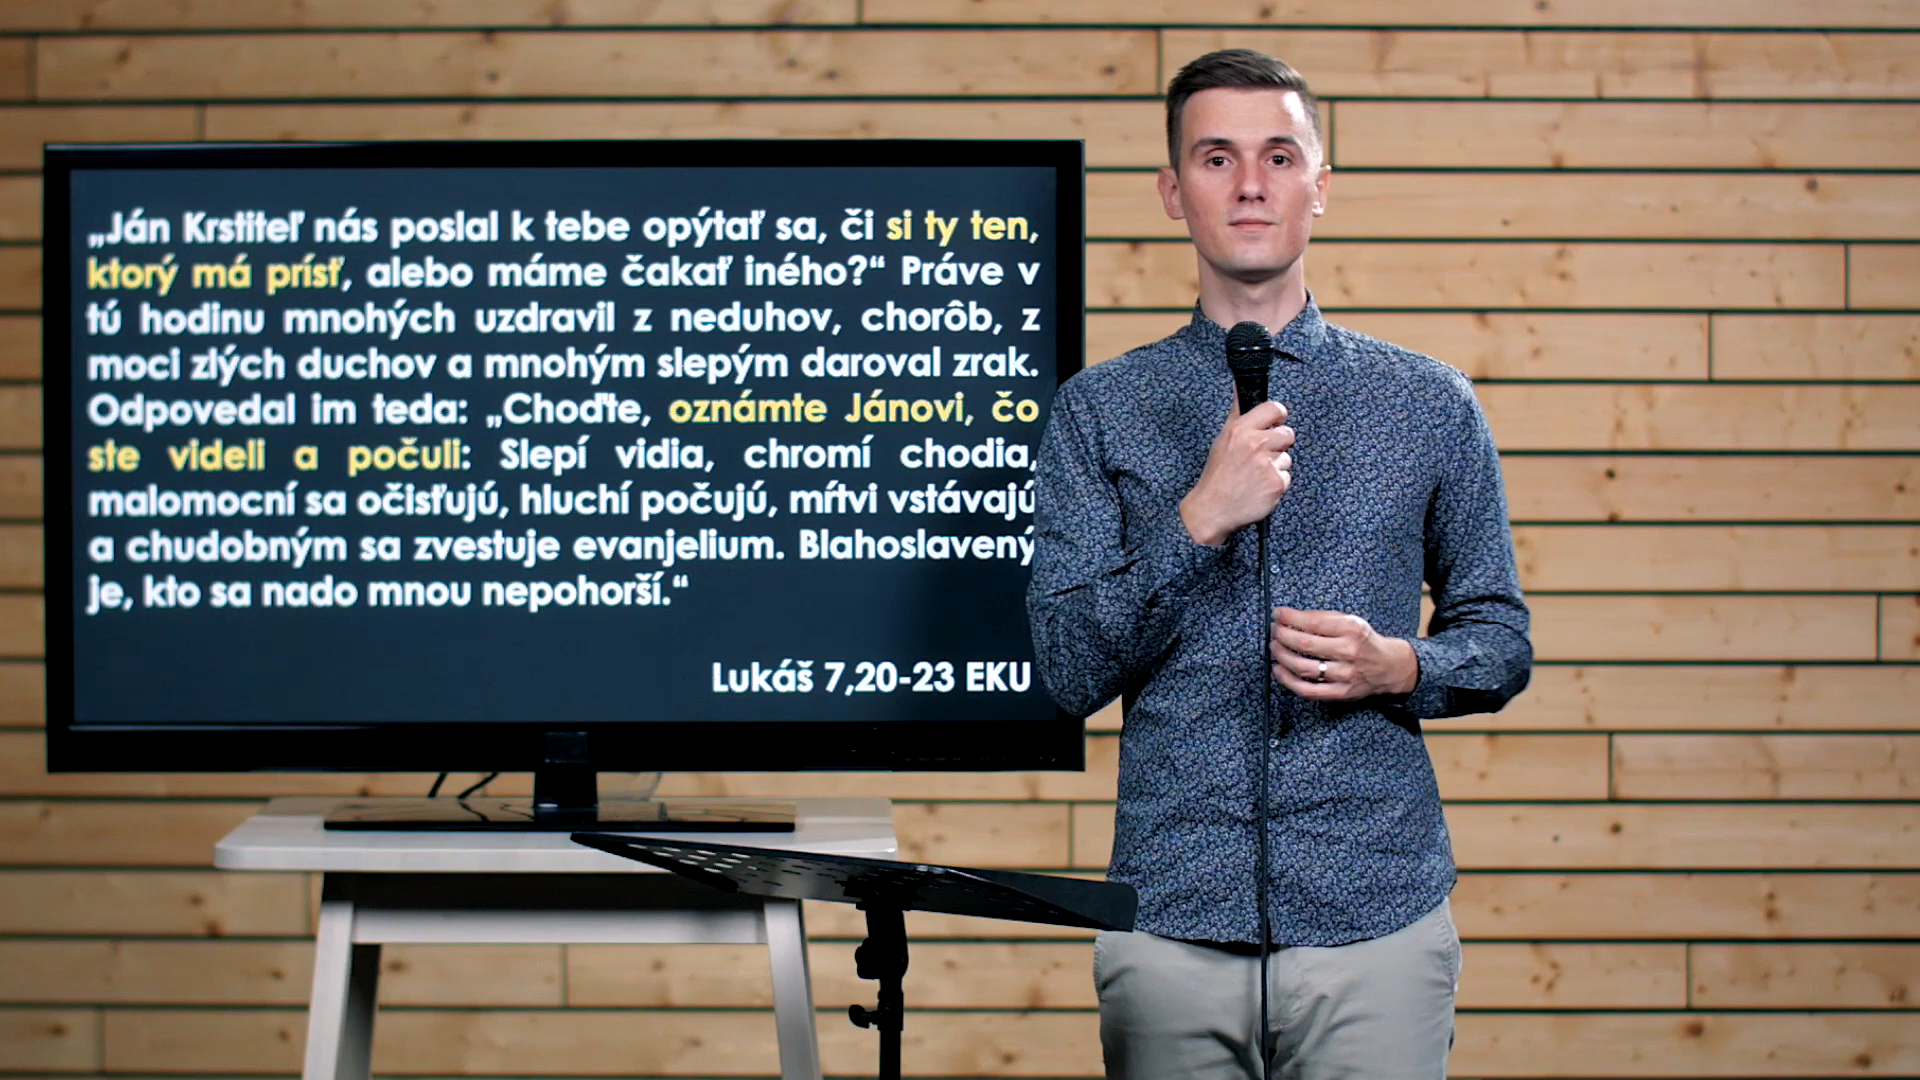 „Ján Krstiteľ nás poslal k tebe opýtať sa, či si ty ten,
ktorý má prísť, alebo máme čakať iného?“ Práve v
tú hodinu mnohých uzdravil z neduhov, chorôb, z
moci zlých duchov a mnohým slepým daroval zrak.
Odpovedal im teda: „Choďte, oznámte Jánovi, čo
ste videli a počuli: Slepí vidia, chromí chodia,
malomocní sa očisťujú, hluchí počujú, mŕtvi vstávajú
a chudobným sa zvestuje evanjelium. Blahoslavený
je, kto sa nado mnou nepohorší.“
Lukáš 7,20-23 EKU